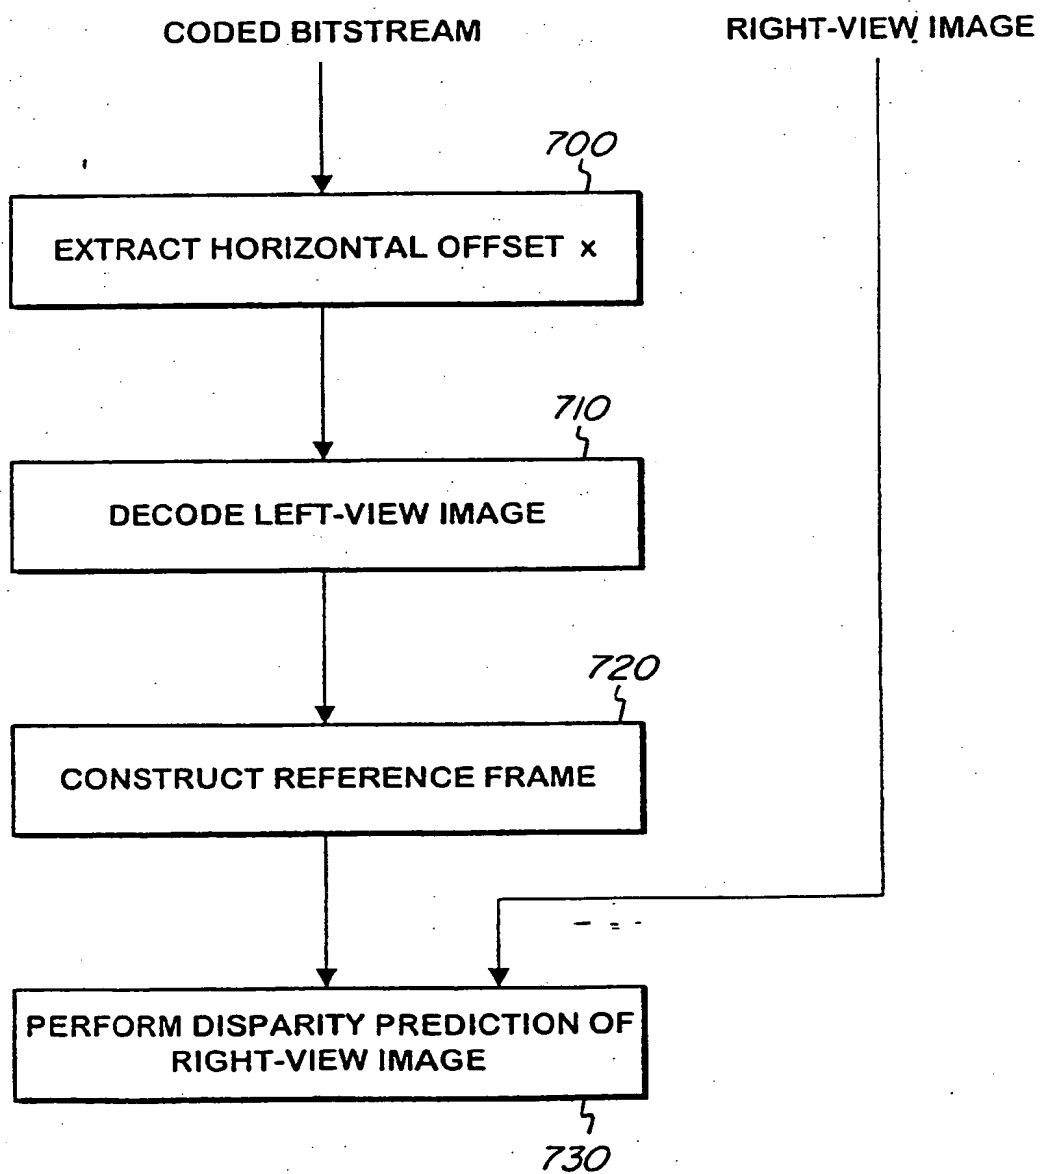 CODED BITSTREAM
RIGHT-VIEW IMAGE
700
EXTRACT HORIZONTAL OFFSET x
710
DECODE LEFT-VIEW IMAGE
720
CONSTRUCT REFERENCE FRAME
PERFORM DISPARITY PREDICTION OF
RIGHT-VIEW IMAGE
730